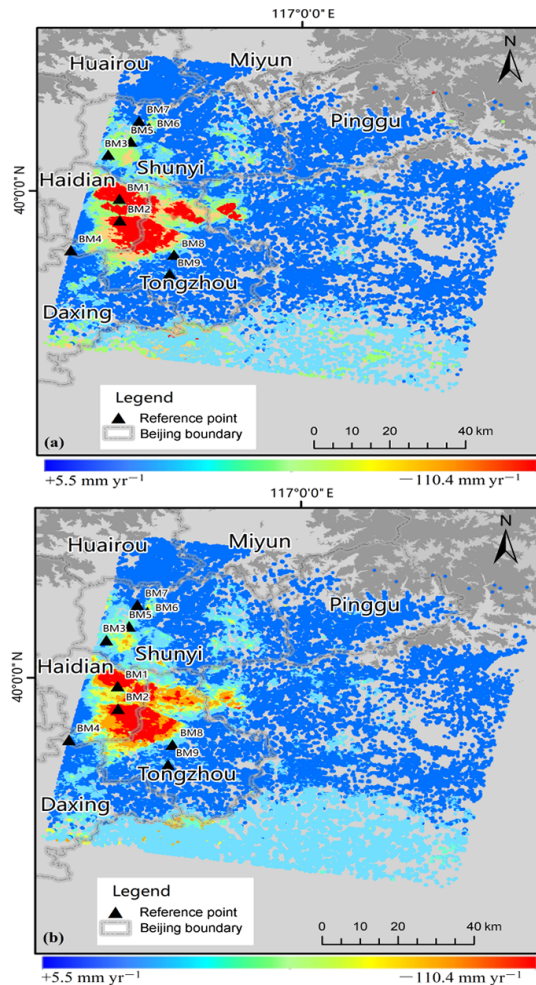 117°0′0″ E
Huairou
Miyun
N
BM7
BM6
Pinggu
BM5
BM3
Shunyi
Haidian
BM1
40°0′0″ N
BM2
BM4
BM8
BM9
Tongzhou
Daxing
Legend
Reference point
Beijing boundary
0 10 20 40 km
(a)
+5.5 mm yr⁻¹ −110.4 mm yr⁻¹
117°0′0″ E
Huairou
Miyun
N
BM7
BM6
Pinggu
BM5
BM3
Shunyi
Haidian
BM1
40°0′0″ N
BM2
BM4
BM8
BM9
Tongzhou
Daxing
Legend
Reference point
Beijing boundary
0 10 20 40 km
(b)
+5.5 mm yr⁻¹ −110.4 mm yr⁻¹